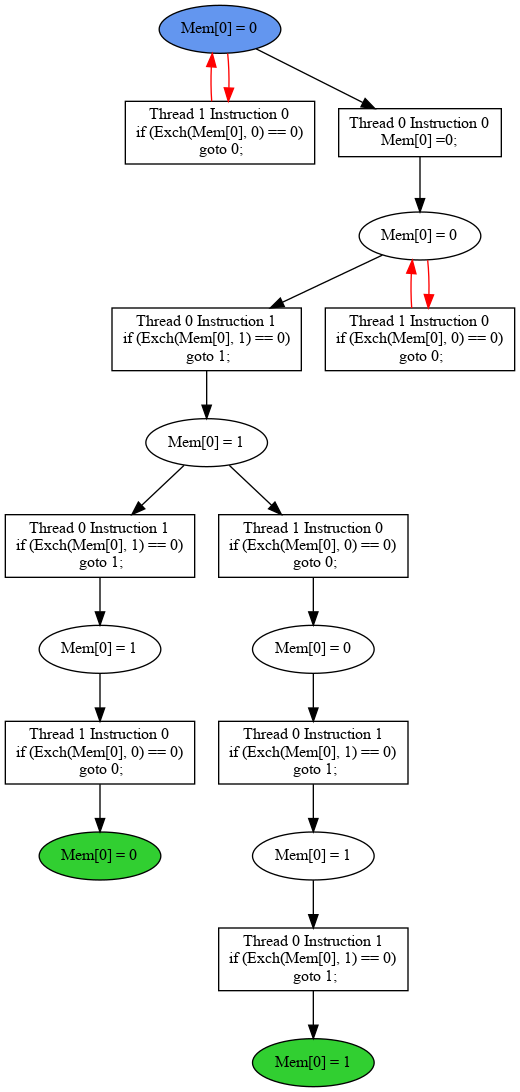 Mem[0] = 0
Thread 1 Instruction 0
if (Exch(Mem[0], 0) == 0)
goto 0;
Thread 0 Instruction 0
Mem[0] =0;
Mem[0] = 0
Thread 0 Instruction 1
if (Exch(Mem[0], 1) == 0)
goto 1;
Thread 1 Instruction 0
if (Exch(Mem[0], 0) == 0)
goto 0;
Mem[0] = 1
Thread 0 Instruction 1
if (Exch(Mem[0], 1) == 0)
goto 1;
Thread 1 Instruction 0
if (Exch(Mem[0], 0) == 0)
goto 0;
Mem[0] = 1
Mem[0] = 0
Thread 1 Instruction 0
if (Exch(Mem[0], 0) == 0)
goto 0;
Thread 0 Instruction 1
if (Exch(Mem[0], 1) == 0)
goto 1;
Mem[0] = 0
Mem[0] = 1
Thread 0 Instruction 1
if (Exch(Mem[0], 1) == 0)
goto 1;
Mem[0] = 1